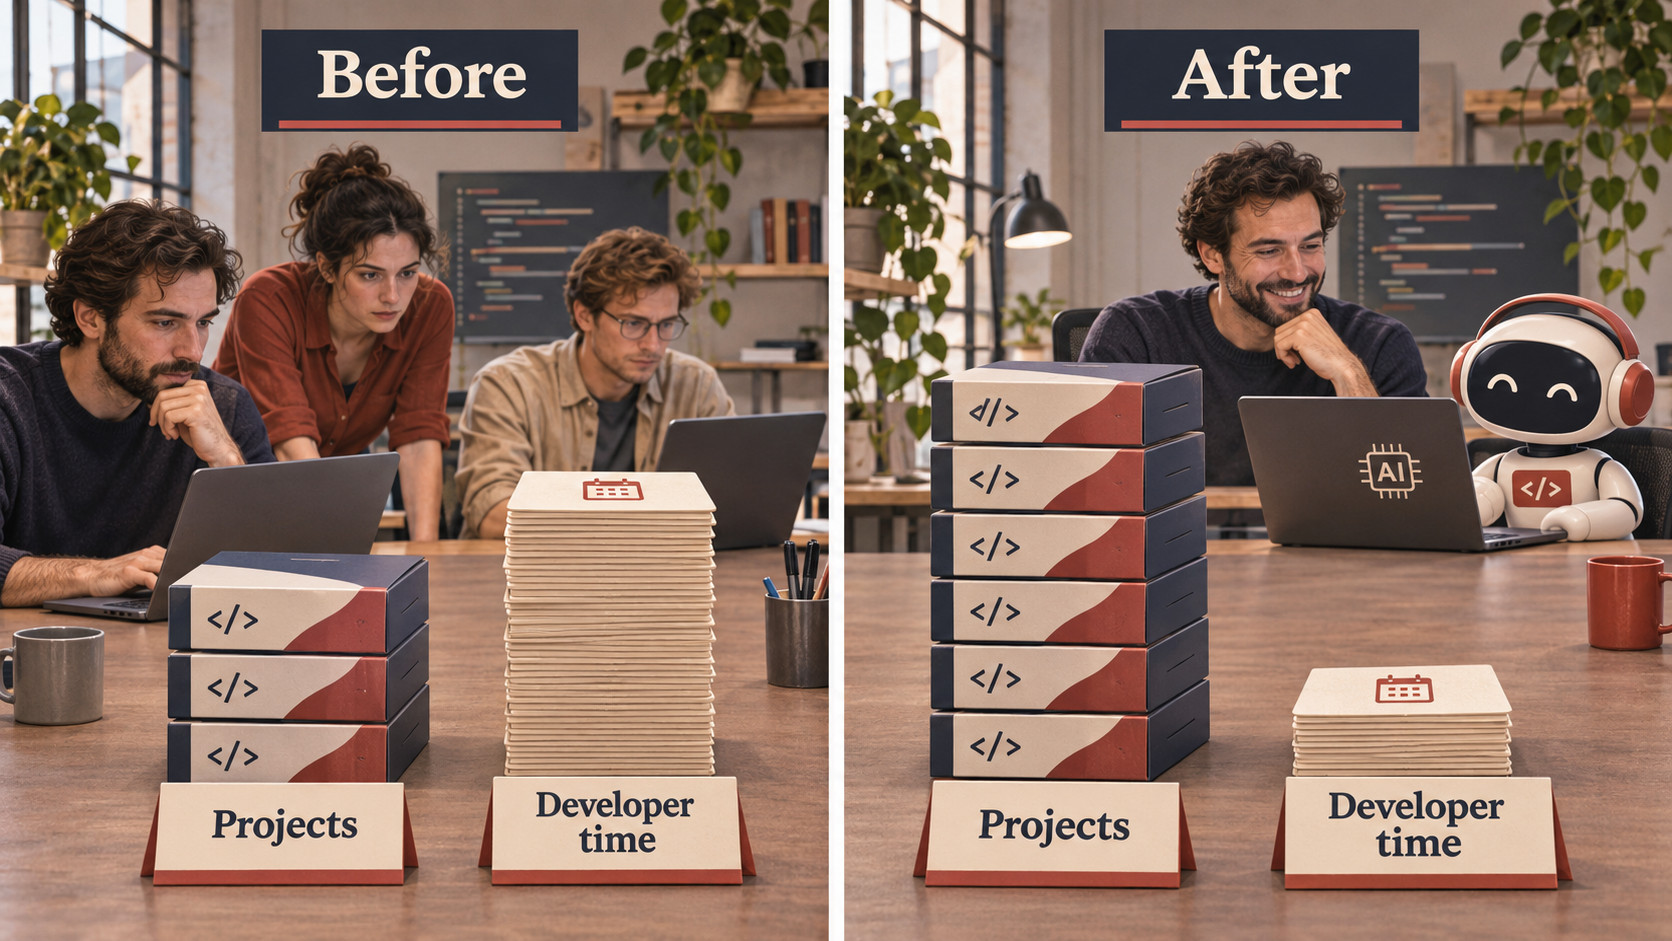 Before
</>
</>
</>
Projects
Developer
time
After
d//>
</>
</>
</>
</>
</>
AI
</>
Projects
Developer
time